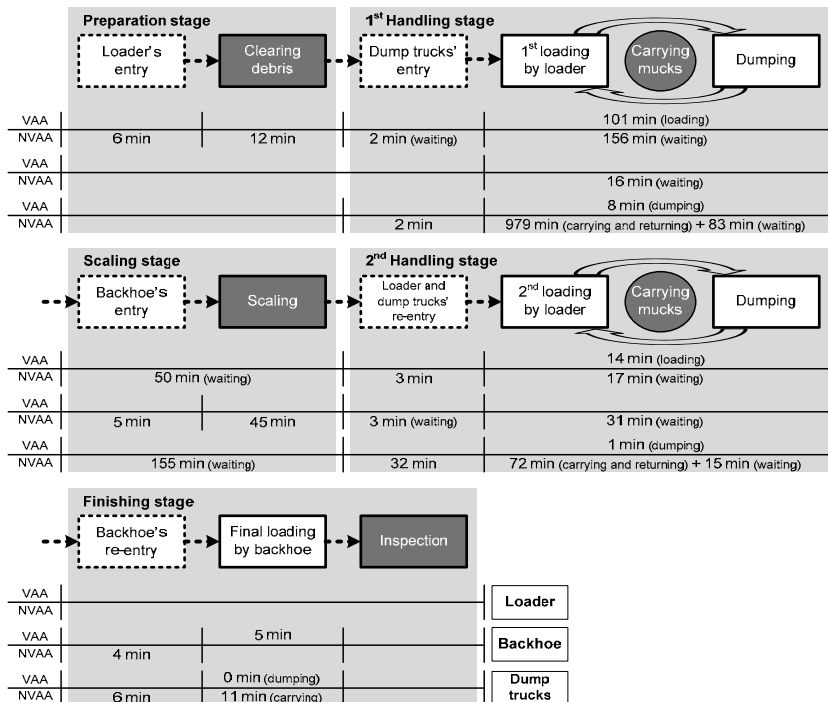 Preparation stage
1st Handling stage
Loader's entry
Clearing debris
Dump trucks' entry
1st loading by loader
Carrying mucks
Dumping
VAA
101 min (loading)
NVAA
6 min
12 min
2 min (waiting)
156 min (waiting)
VAA
NVAA
16 min (waiting)
VAA
8 min (dumping)
NVAA
2 min
979 min (carrying and returning) + 83 min (waiting)
Scaling stage
2nd Handling stage
Backhoe's entry
Scaling
Loader and dump trucks' re-entry
2nd loading by loader
Carrying mucks
Dumping
VAA
14 min (loading)
NVAA
50 min (waiting)
3 min
17 min (waiting)
VAA
NVAA
5 min
45 min
3 min (waiting)
31 min (waiting)
VAA
1 min (dumping)
NVAA
155 min (waiting)
32 min
72 min (carrying and returning) + 15 min (waiting)
Finishing stage
Backhoe's re-entry
Final loading by backhoe
Inspection
VAA
NVAA
Loader
VAA
5 min
NVAA
4 min
Backhoe
VAA
0 min (dumping)
NVAA
6 min
11 min (carrying)
Dump trucks